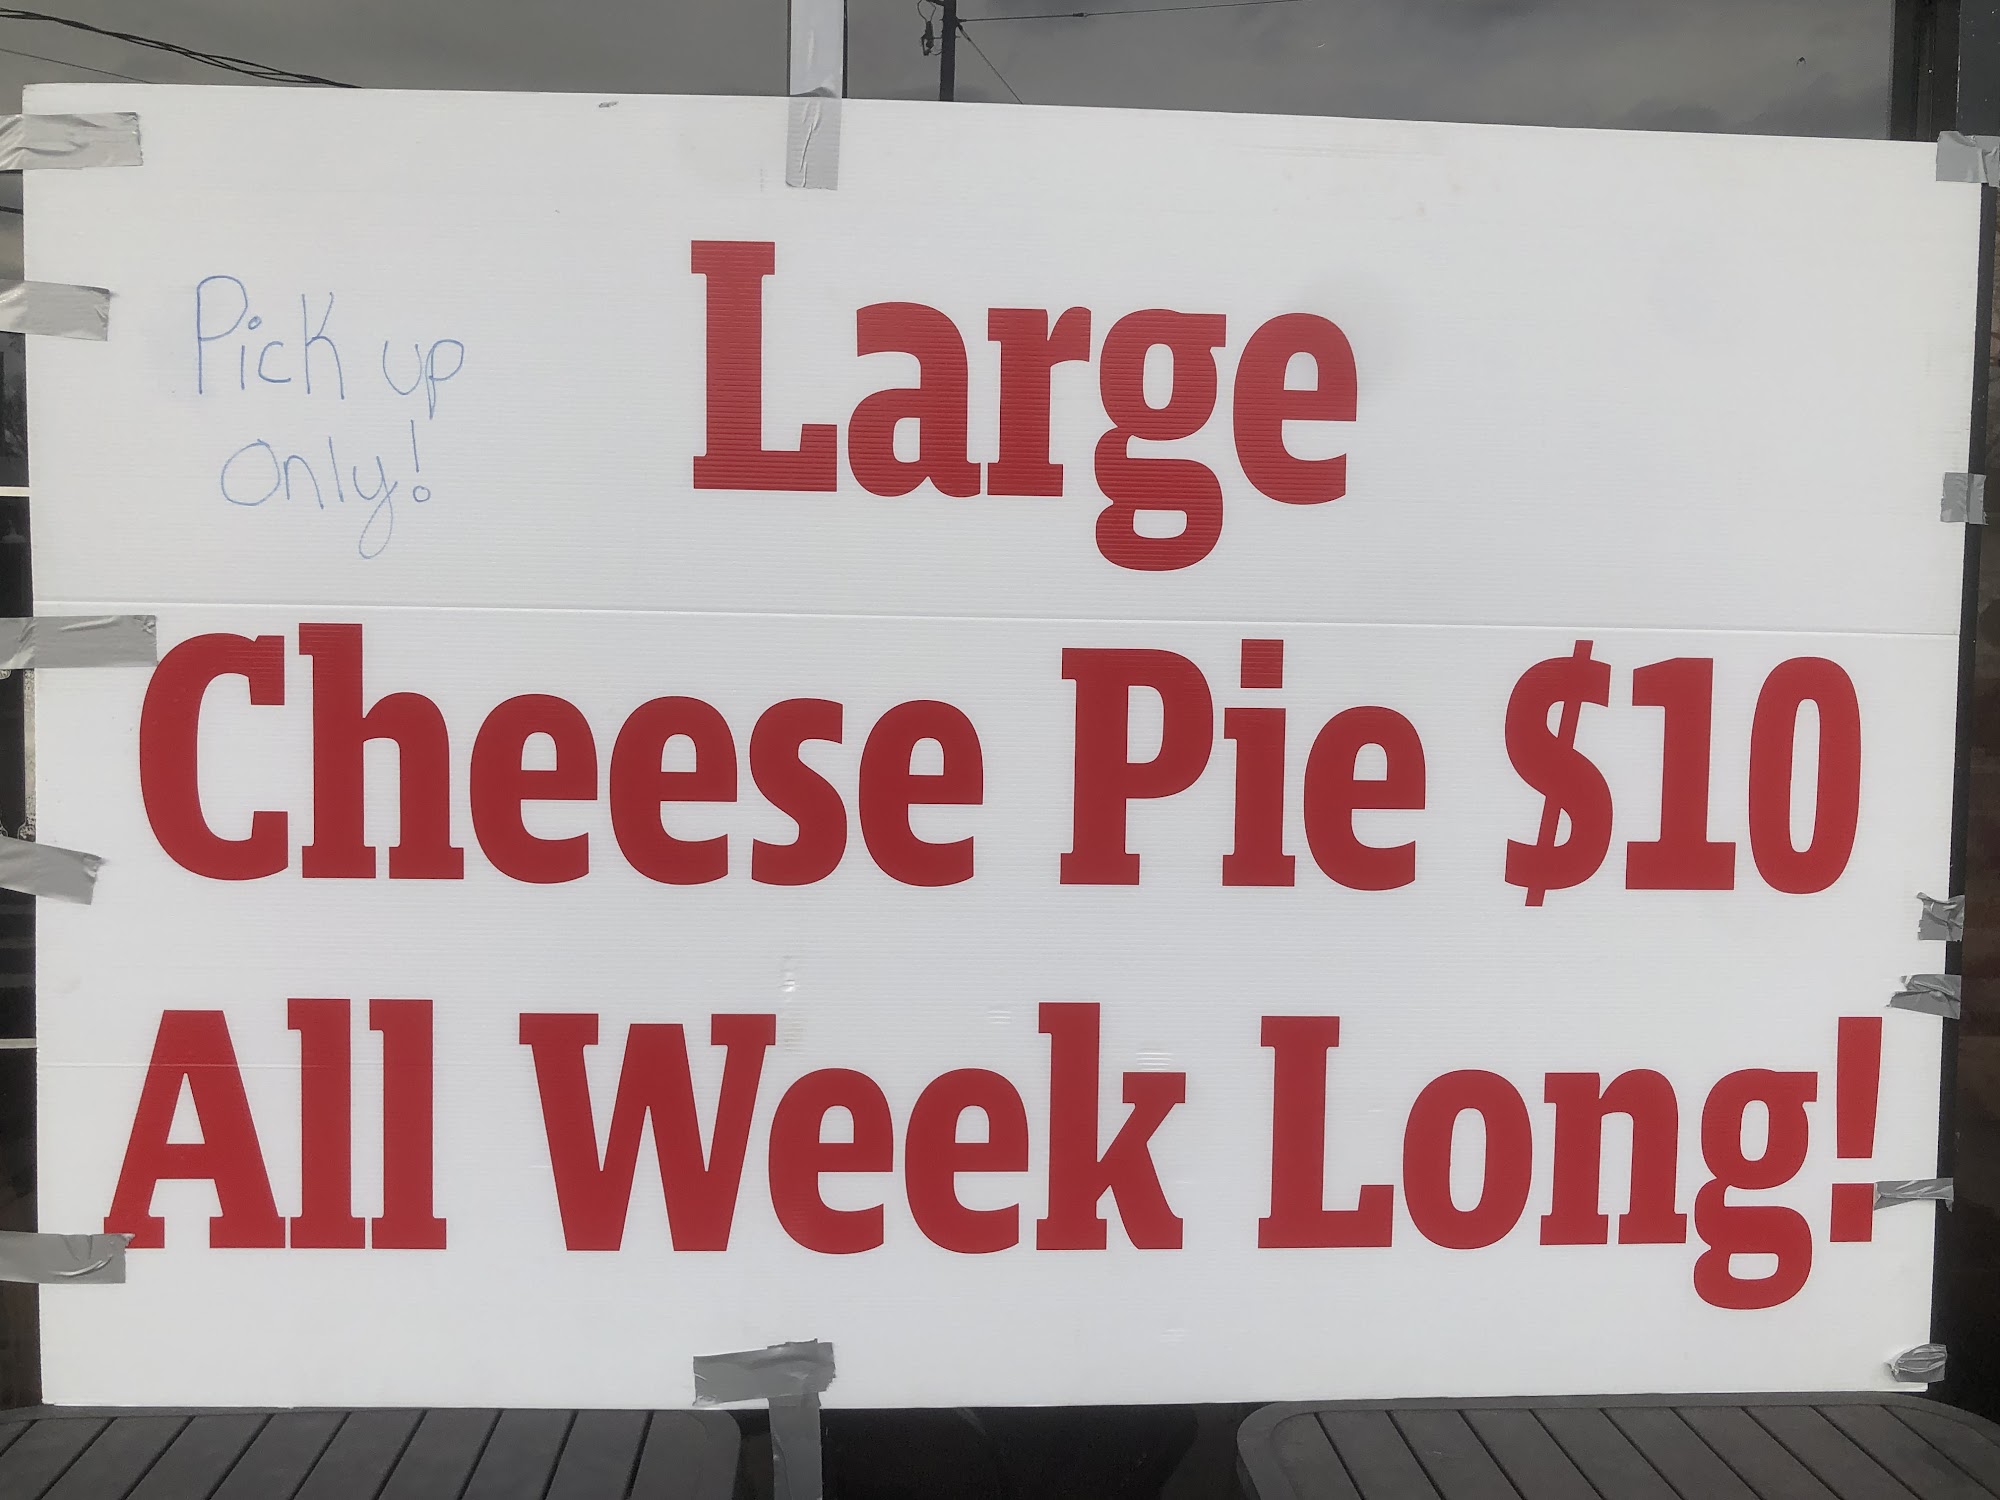 Pick up
only!
Large
Cheese Pie $10
All Week Long!